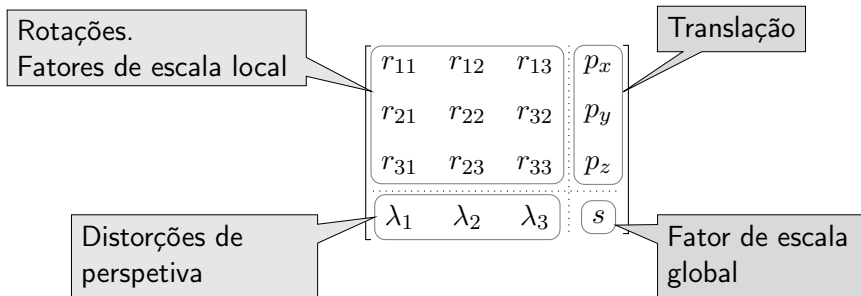 Rotações.
Fatores de escala local
Translação
r11 r12 r13 px
r21 r22 r32 py
r31 r23 r33 pz
λ1 λ2 λ3 s
Distorções de
perspetiva
Fator de escala
global